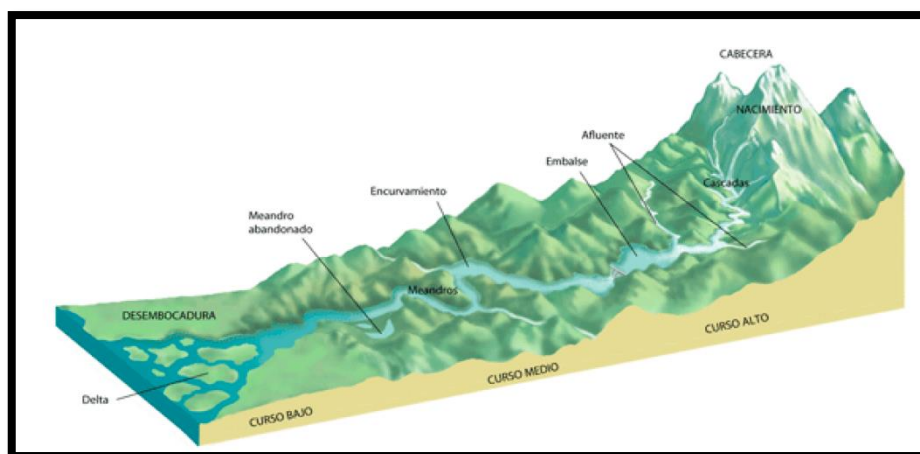 CABECERA
NACIMIENTO
Afluente
Embalse
Cascadas
Encurvamiento
Meandro
abandonado
Meandros
DESEMBOCADURA
Delta
CURSO BAJO
CURSO MEDIO
CURSO ALTO